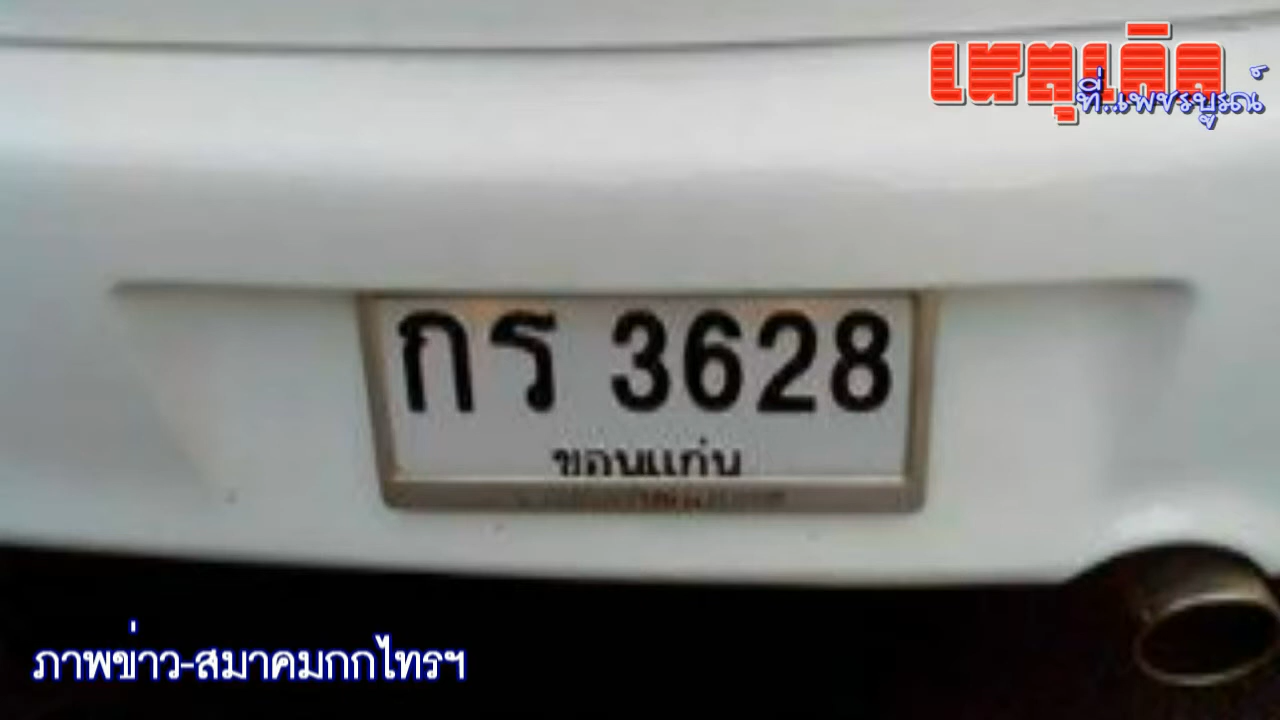 เหตุเกิด
ที่..เพชรบูรณ์
กร 3628
ขอนแก่น
ภาพข่าว-สมาคมกกไทรฯ